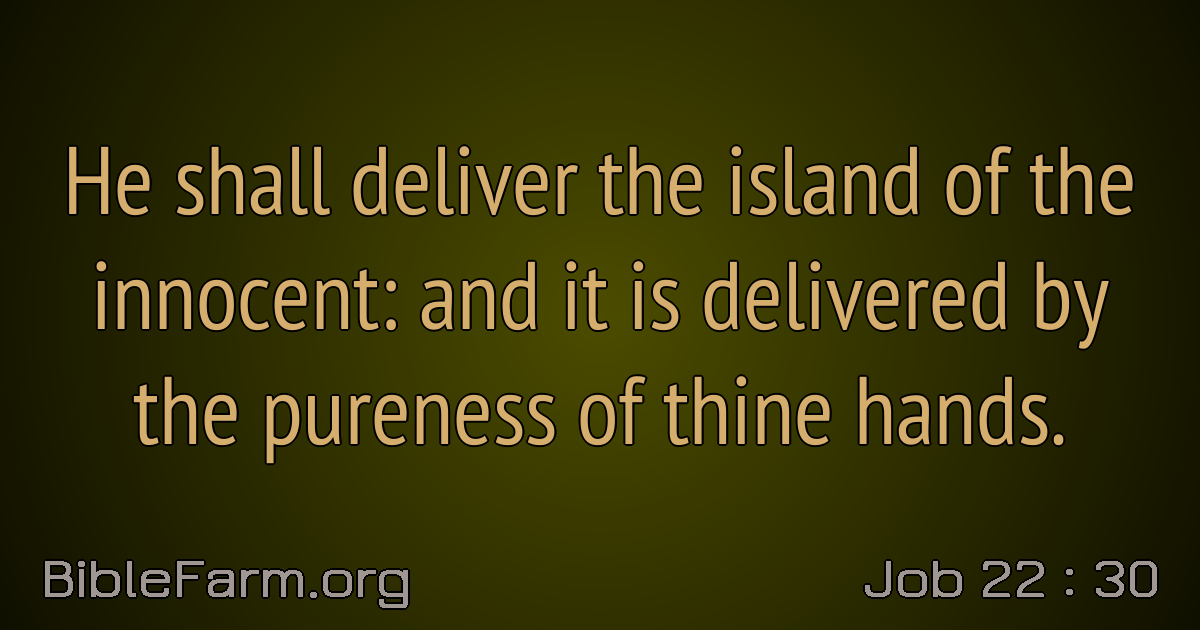 He shall deliver the island of the
innocent: and it is delivered by
the pureness of thine hands.
BibleFarm.org
Job 22 : 30